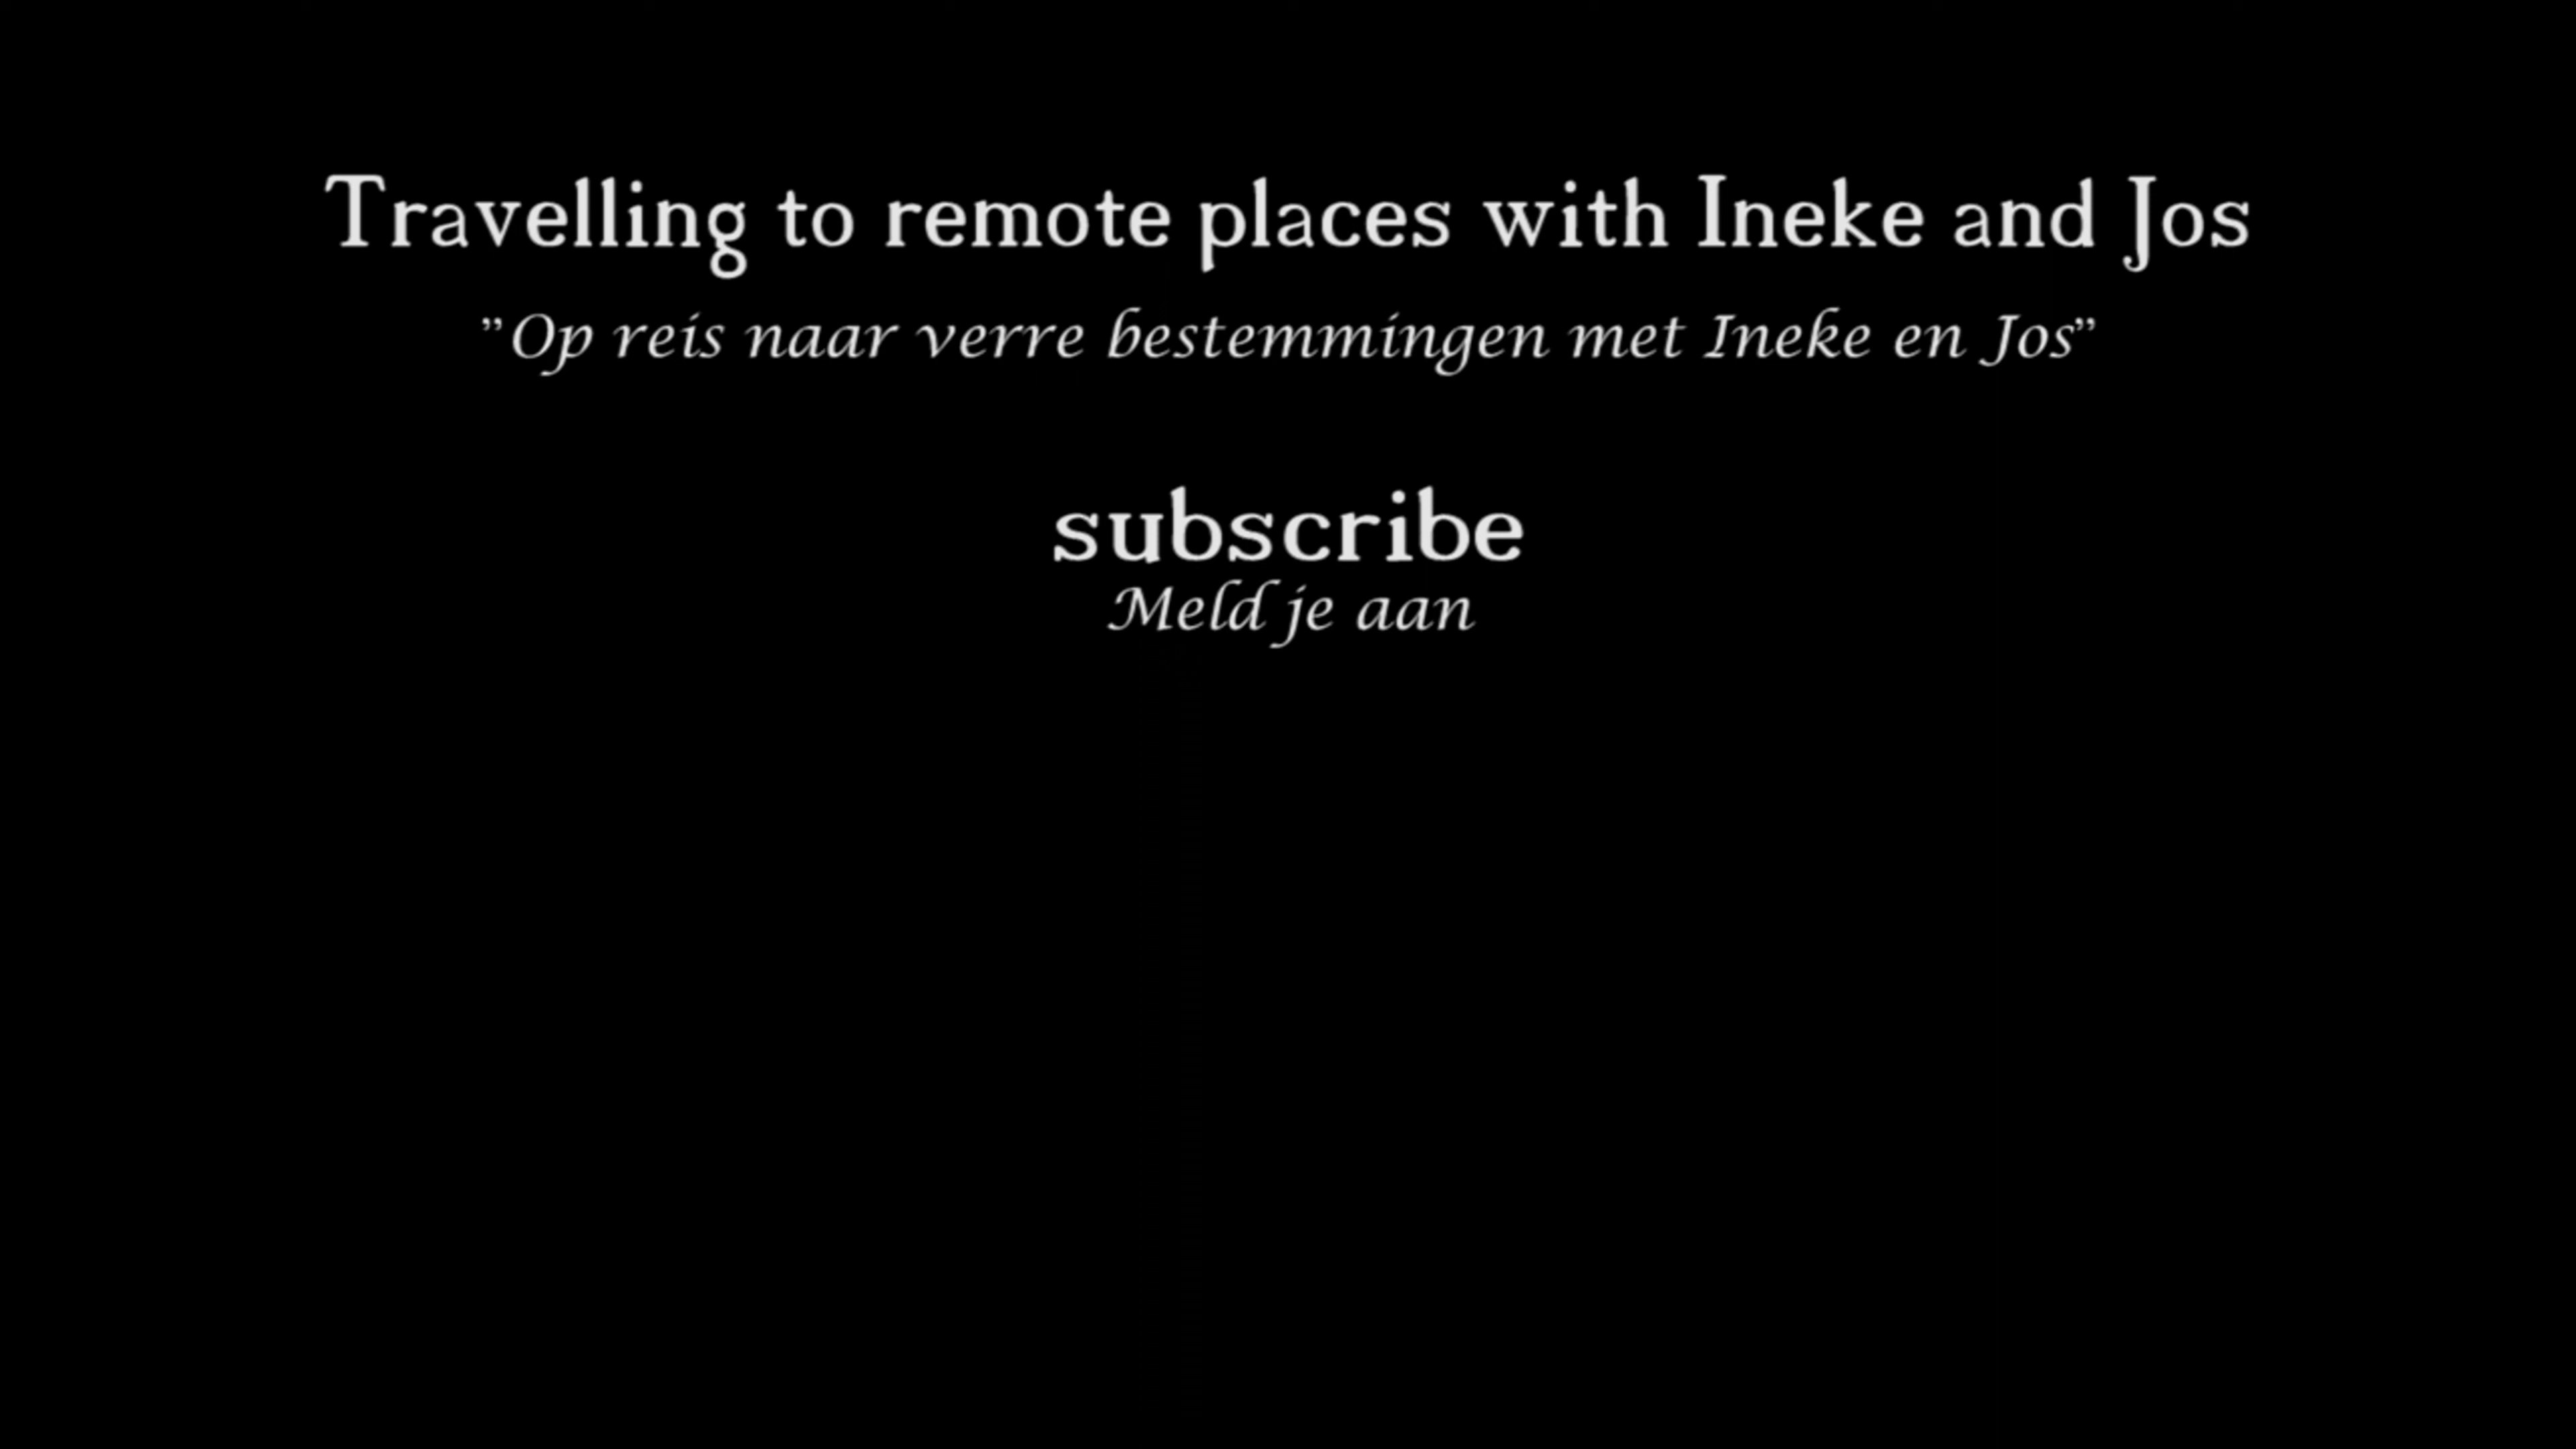 Travelling to remote places with Ineke and Jos
”Op reis naar verre bestemmingen met Ineke en Jos”
subscribe
Meld je aan